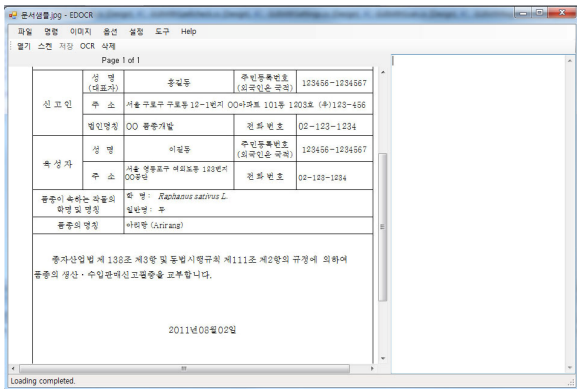 문서샘플.jpg - EDOCR
파일 명령 이미지 옵션 설정 도구 Help
열기 스캔 저장 OCR 삭제
Page 1 of 1
신고인
성 명
(대표자)
홍길동
주민등록번호
(외국인은 국적)
123456-1234567
주 소
서울 구로구 구로동 12-1번지 OO아파트 101동 1203호 (우)123-456
법인명칭
OO 품종개발
전화번호
02-123-1234
육성자
성 명
이길동
주민등록번호
(외국인은 국적)
123456-1234567
주 소
서울 영등포구 여의도동 123번지
OO공단
전화번호
02-123-1234
품종이 속하는 작물의
학명 및 명칭
학 명: Raphanus sativus L.
일반명: 무
품종의 명칭
아리랑 (Arirang)
종자산업법 제138조 제3항 및 동법시행규칙 제111조 제2항의 규정에 의하여
품종의 생산·수입판매신고필증을 교부합니다.
2011년08월02일
Loading completed.